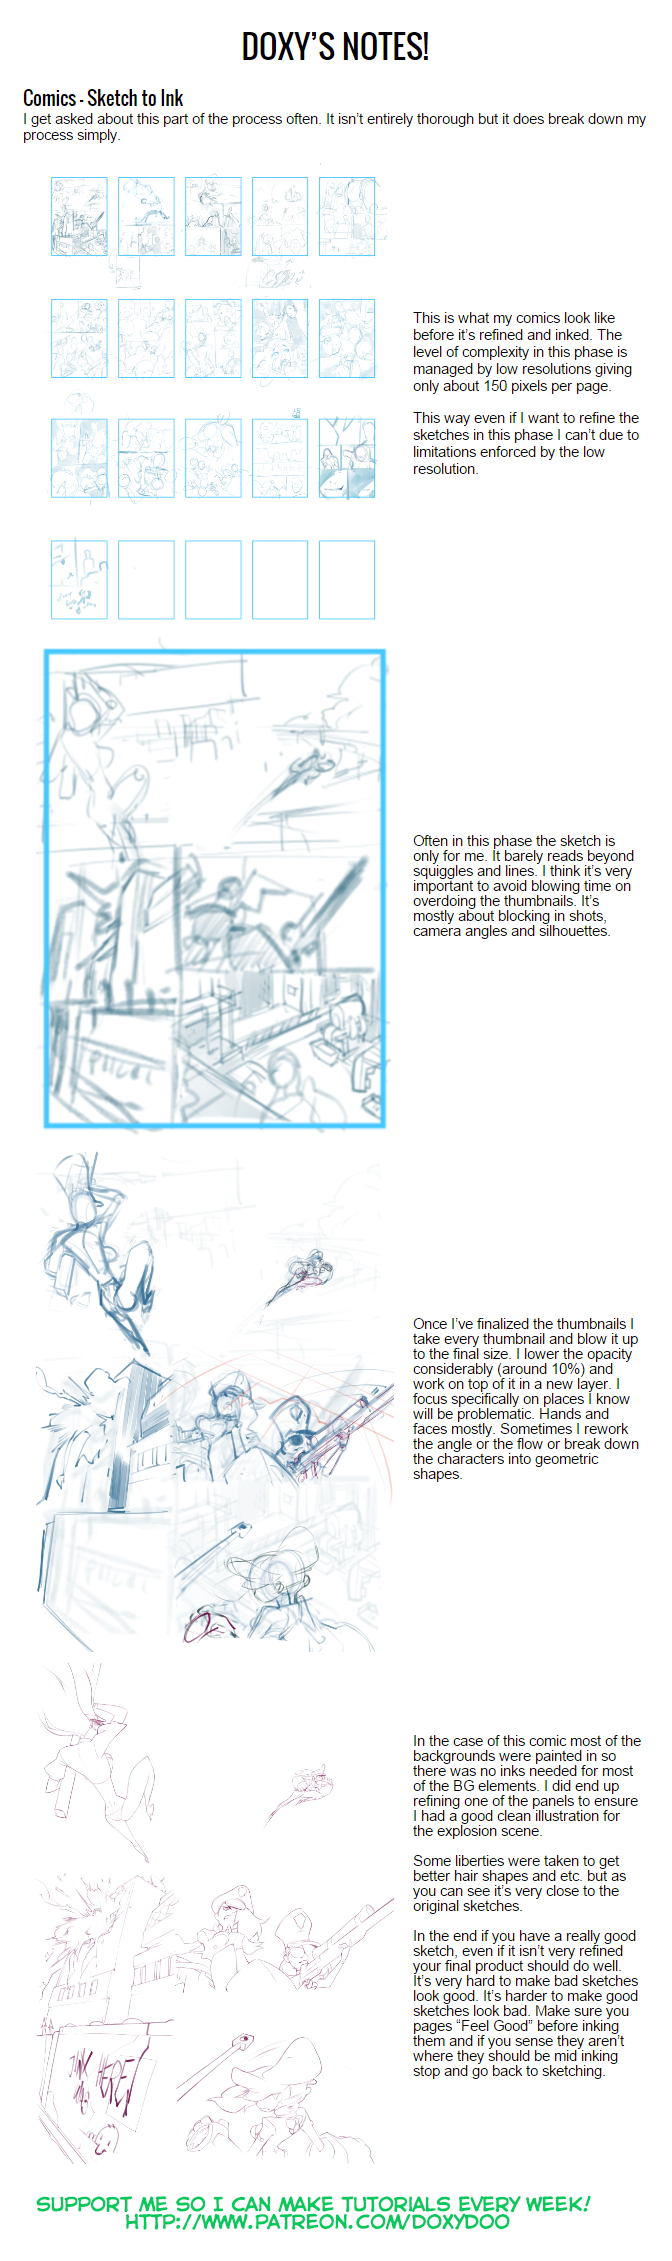 DOXY'S NOTES!
Comics - Sketch to Ink
I get asked about this part of the process often. It isn't entirely thorough but it does break down my
process simply.
This is what my comics look like
before it's refined and inked. The
level of complexity in this phase is
managed by low resolutions giving
only about 150 pixels per page.
This way even if I want to refine the
sketches in this phase I can't due to
limitations enforced by the low
resolution.
Often in this phase the sketch is
only for me. It barely reads beyond
squiggles and lines. I think it's very
important to avoid blowing time on
overdoing the thumbnails. It's
mostly about blocking in shots,
camera angles and silhouettes.
Once I've finalized the thumbnails I
take every thumbnail and blow it up
to the final size. I lower the opacity
considerably (around 10%) and
work on top of it in a new layer. I
focus specifically on places I know
will be problematic. Hands and
faces mostly. Sometimes I rework
the angle or the flow or break down
the characters into geometric
shapes.
In the case of this comic most of the
backgrounds were painted in so
there was no inks needed for most
of the BG elements. I did end up
refining one of the panels to ensure
I had a good clean illustration for
the explosion scene.
Some liberties were taken to get
better hair shapes and etc. but as
you can see it's very close to the
original sketches.
In the end if you have a really good
sketch, even if it isn't very refined
your final product should do well.
It's very hard to make bad sketches
look good. It's harder to make good
sketches look bad. Make sure you
pages "Feel Good" before inking
them and if you sense they aren't
where they should be mid inking
stop and go back to sketching.
HERE!
SUPPORT ME SO I CAN MAKE TUTORIALS EVERY WEEK!
HTTP://WWW.PATREON.COM/DOXYDOO